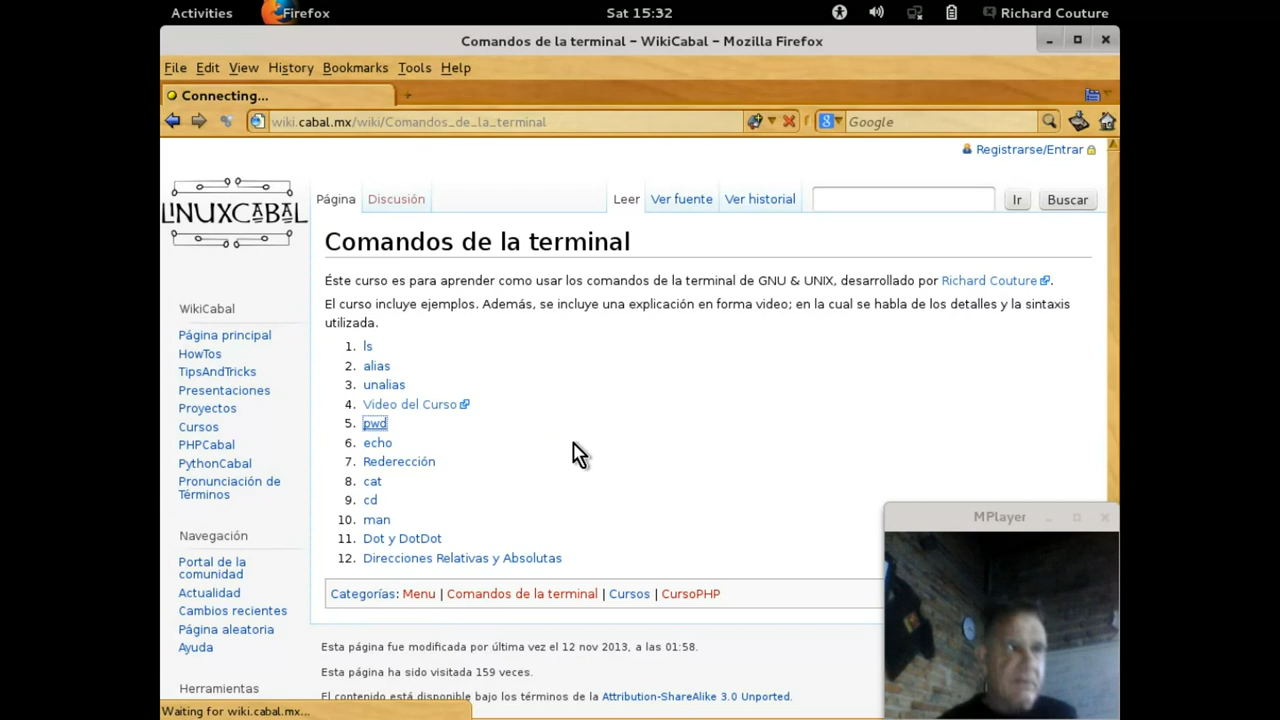 Activities Firefox Sat 15:32 Richard Couture
Comandos de la terminal - WikiCabal - Mozilla Firefox
File Edit View History Bookmarks Tools Help
Connecting... +
wiki.cabal.mx/wiki/Comandos_de_la_terminal Google
Registrarse/Entrar
LINUXCABAL
Página Discusión Leer Ver fuente Ver historial Ir Buscar
Comandos de la terminal
Éste curso es para aprender como usar los comandos de la terminal de GNU & UNIX, desarrollado por Richard Couture.
El curso incluye ejemplos. Además, se incluye una explicación en forma video; en la cual se habla de los detalles y la sintaxis
utilizada.
1. ls
2. alias
3. unalias
4. Video del Curso
5. pwd
6. echo
7. Rederección
8. cat
9. cd
10. man
11. Dot y DotDot
12. Direcciones Relativas y Absolutas
Categorías: Menu | Comandos de la terminal | Cursos | CursoPHP
Esta página fue modificada por última vez el 12 nov 2013, a las 01:58.
Esta página ha sido visitada 159 veces.
El contenido está disponible bajo los términos de la Attribution-ShareAlike 3.0 Unported.
WikiCabal
Página principal
HowTos
TipsAndTricks
Presentaciones
Proyectos
Cursos
PHPCabal
PythonCabal
Pronunciación de
Términos
Navegación
Portal de la
comunidad
Actualidad
Cambios recientes
Página aleatoria
Ayuda
Herramientas
MPlayer
Waiting for wiki.cabal.mx...